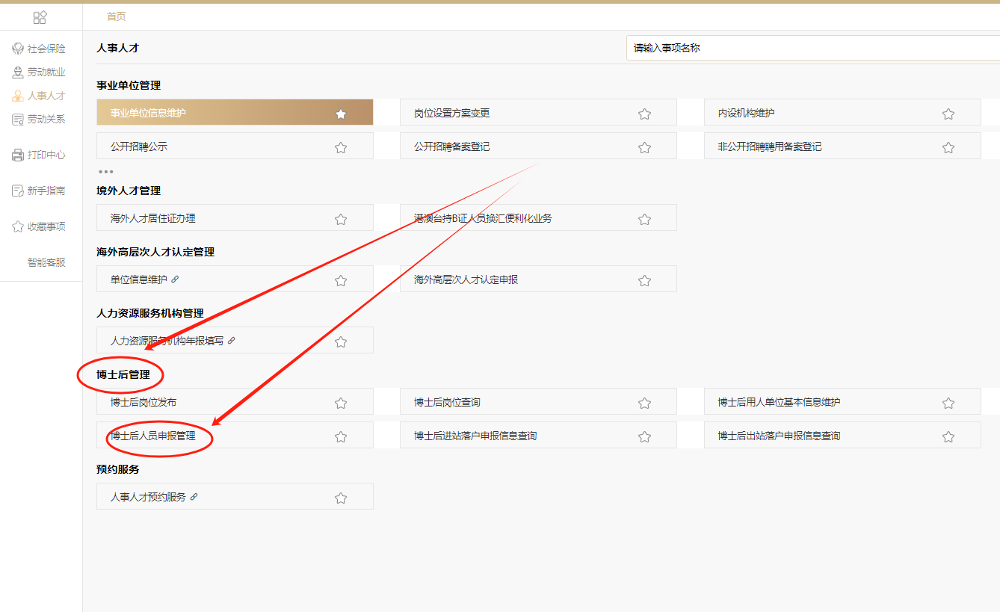 首页
社会保险
劳动就业
人事人才
劳动关系
打印中心
新手指南
收藏事项
智能客服
人事人才
请输入事项名称
事业单位管理
事业单位信息维护
岗位设置方案变更
内设机构维护
公开招聘公示
公开招聘备案登记
非公开招聘聘用备案登记
境外人才管理
海外人才居住证办理
港澳台持B证人员换汇便利化业务
海外高层次人才认定管理
单位信息维护
海外高层次人才认定申报
人力资源服务机构管理
人力资源服务机构年报填写
博士后管理
博士后岗位发布
博士后岗位查询
博士后用人单位基本信息维护
博士后人员申报管理
博士后进站落户申报信息查询
博士后出站落户申报信息查询
预约服务
人事人才预约服务